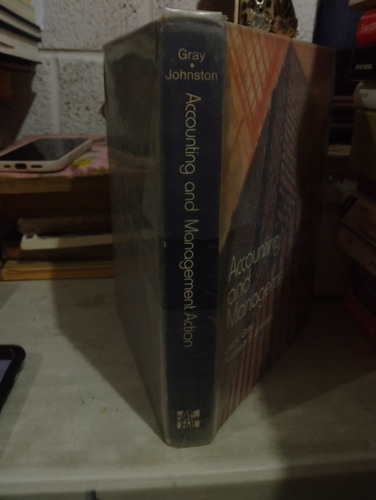 Gray
•
Johnston
Accounting and Management Action
Accounting
and
Management